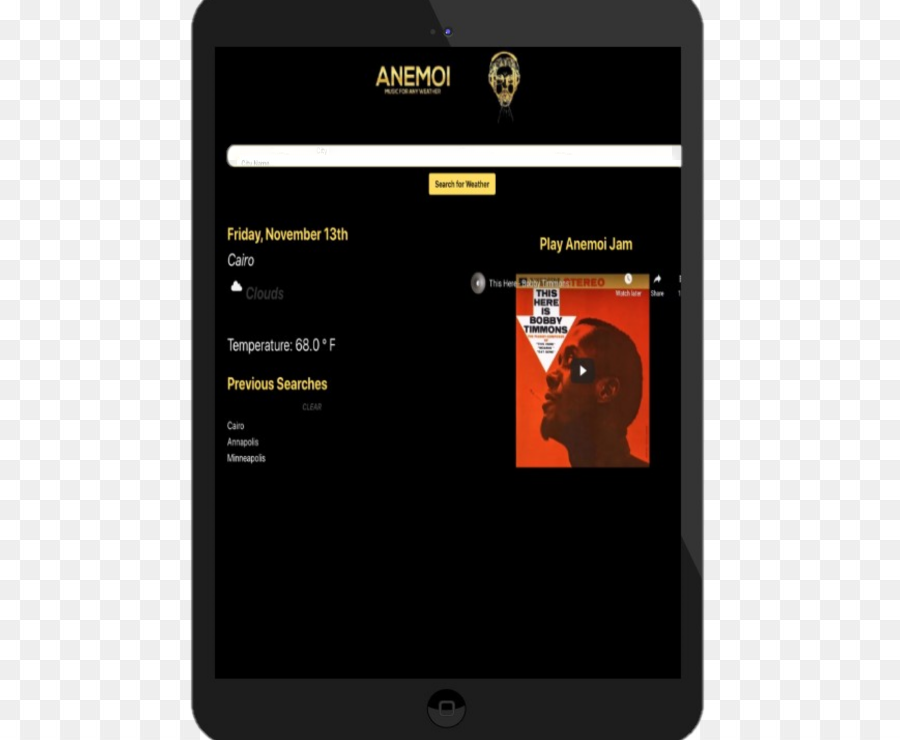 ANEMOI
MUSIC FOR ANY WEATHER
City Name
Search for Weather
Friday, November 13th
Cairo
Clouds
Temperature: 68.0 ° F
Previous Searches
CLEAR
Cairo
Annapolis
Minneapolis
Play Anemoi Jam
This Here
Bobby Timmons
STEREO
Watch later
Share
THIS
HERE
IS
BOBBY
TIMMONS